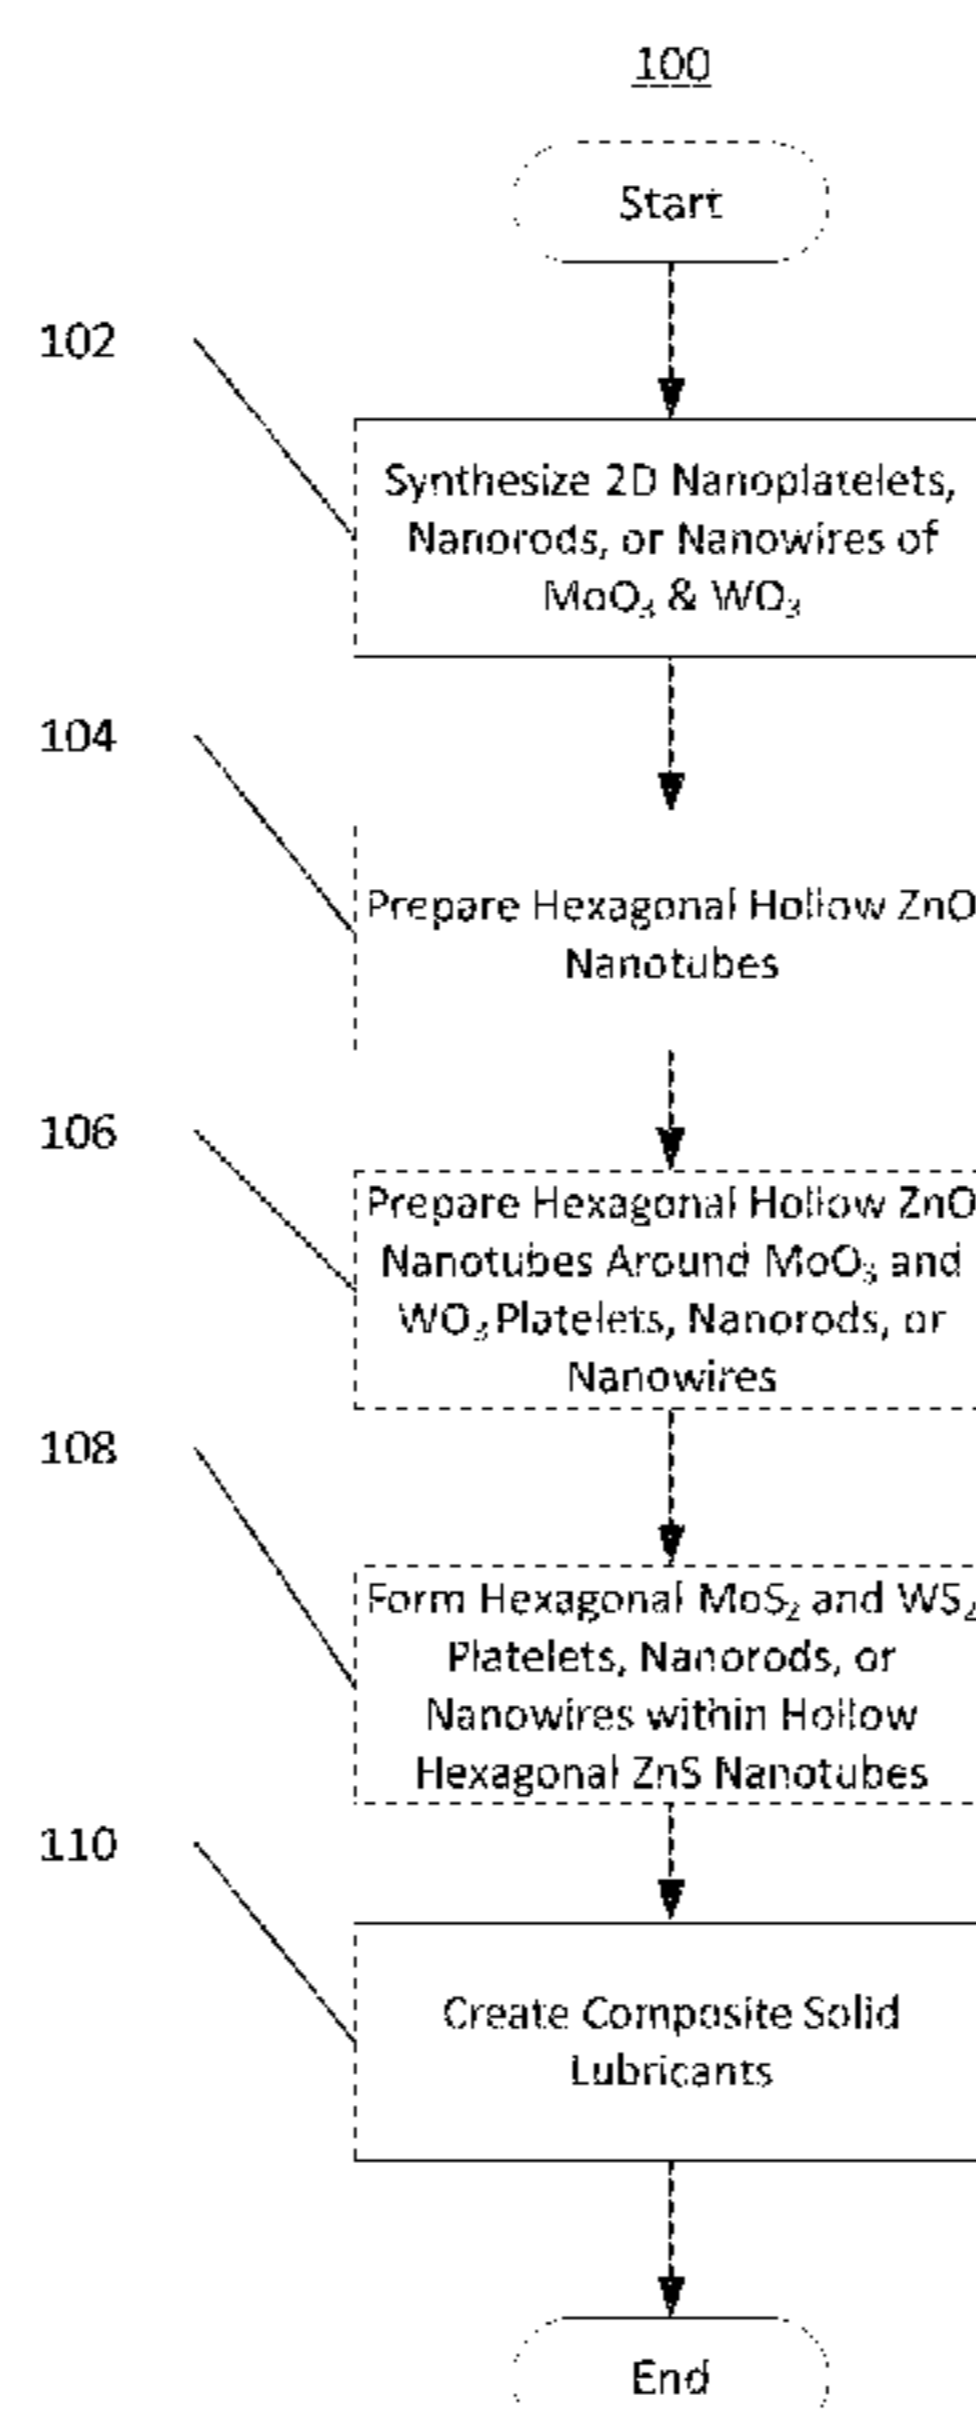 100
Start
102
Synthesize 2D Nanoplatelets,
Nanorods, or Nanowires of
MoO₃ & WO₃
104
Prepare Hexagonal Hollow ZnO
Nanotubes
106
Prepare Hexagonal Hollow ZnO
Nanotubes Around MoO₃ and
WO₃ Platelets, Nanorods, or
Nanowires
108
Form Hexagonal MoS₂ and WS₂
Platelets, Nanorods, or
Nanowires within Hollow
Hexagonal ZnS Nanotubes
110
Create Composite Solid
Lubricants
End